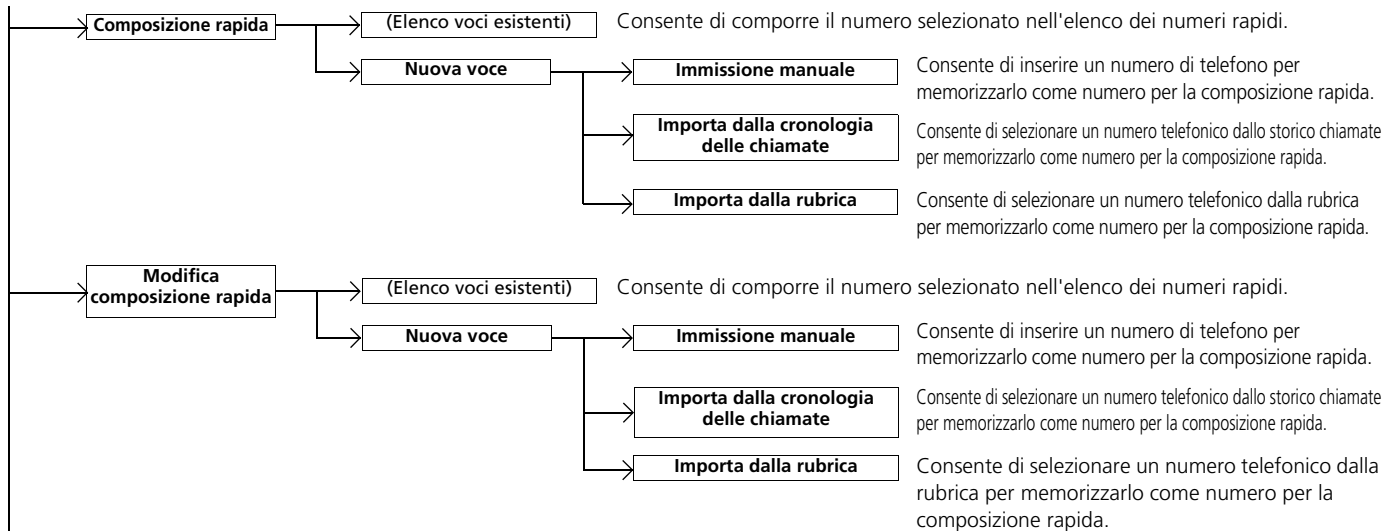 Composizione rapida
(Elenco voci esistenti)
Consente di comporre il numero selezionato nell'elenco dei numeri rapidi.
Nuova voce
Immissione manuale
Consente di inserire un numero di telefono per
memorizzarlo come numero per la composizione rapida.
Importa dalla cronologia
delle chiamate
Consente di selezionare un numero telefonico dallo storico chiamate
per memorizzarlo come numero per la composizione rapida.
Importa dalla rubrica
Consente di selezionare un numero telefonico dalla rubrica
per memorizzarlo come numero per la composizione rapida.
Modifica
composizione rapida
(Elenco voci esistenti)
Consente di comporre il numero selezionato nell'elenco dei numeri rapidi.
Nuova voce
Immissione manuale
Consente di inserire un numero di telefono per
memorizzarlo come numero per la composizione rapida.
Importa dalla cronologia
delle chiamate
Consente di selezionare un numero telefonico dallo storico chiamate
per memorizzarlo come numero per la composizione rapida.
Importa dalla rubrica
Consente di selezionare un numero telefonico dalla
rubrica per memorizzarlo come numero per la
composizione rapida.